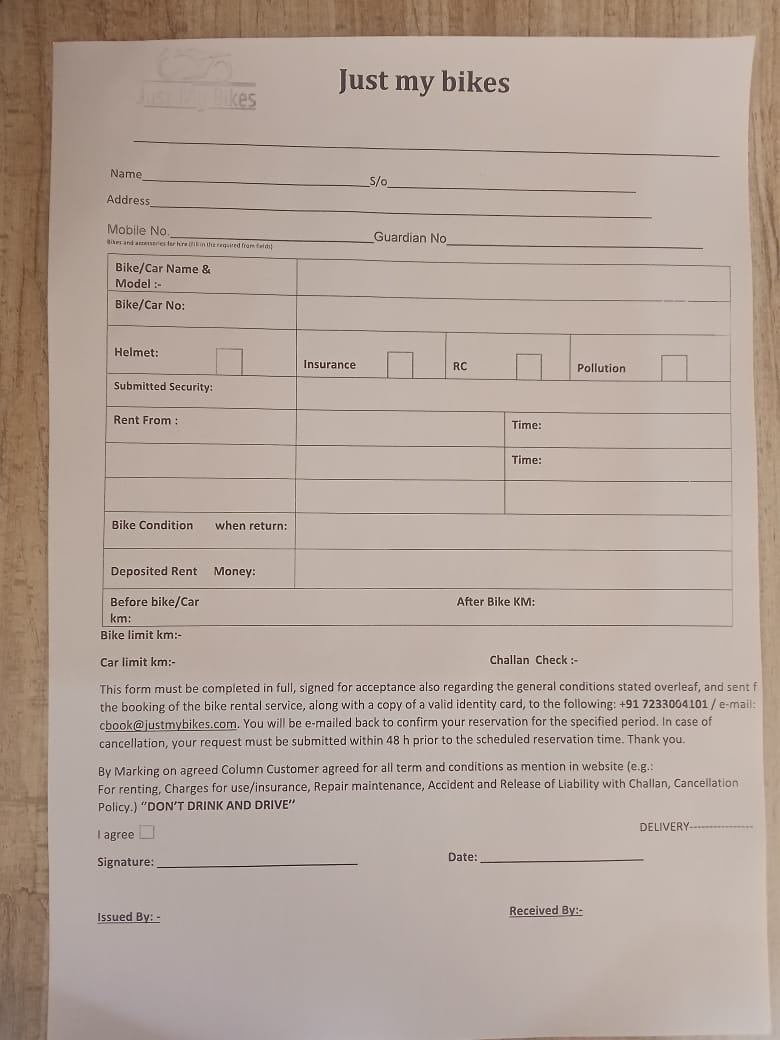 Just My Bikes
Just my bikes
Name____ S/o____
Address____
Mobile No.____ Guardian No____
Bikes and accessories for hire (fill in the required from fields)
Bike/Car Name &
Model :-
Bike/Car No:
Helmet: Insurance RC Pollution
Submitted Security:
Rent From : Time:
Time:
Bike Condition when return:
Deposited Rent Money:
Before bike/Car After Bike KM:
km:
Bike limit km:-
Car limit km:- Challan Check :-
This form must be completed in full, signed for acceptance also regarding the general conditions stated overleaf, and sent f
the booking of the bike rental service, along with a copy of a valid identity card, to the following: +91 7233004101 / e-mail:
cbook@justmybikes.com. You will be e-mailed back to confirm your reservation for the specified period. In case of
cancellation, your request must be submitted within 48 h prior to the scheduled reservation time. Thank you.
By Marking on agreed Column Customer agreed for all term and conditions as mention in website (e.g.:
For renting, Charges for use/insurance, Repair maintenance, Accident and Release of Liability with Challan, Cancellation
Policy.) “DON’T DRINK AND DRIVE”
I agree DELIVERY----------------
Signature: ____ Date: ____
Issued By: - Received By:-